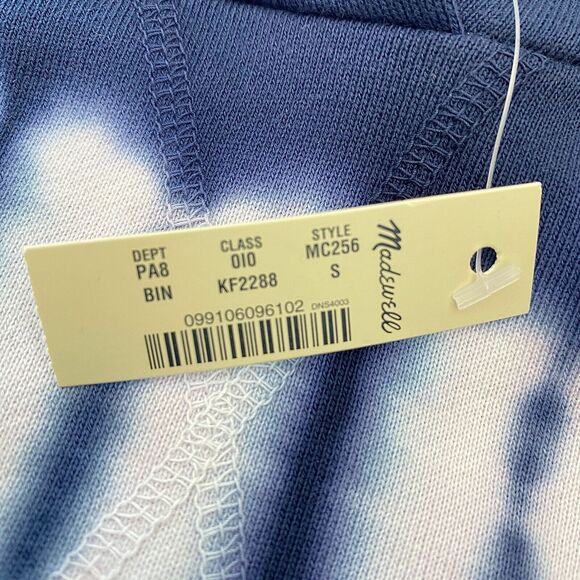 DEPT CLASS STYLE
PA8 010 MC256
BIN KF2288 S
099106096102 DNS4003
Madewell